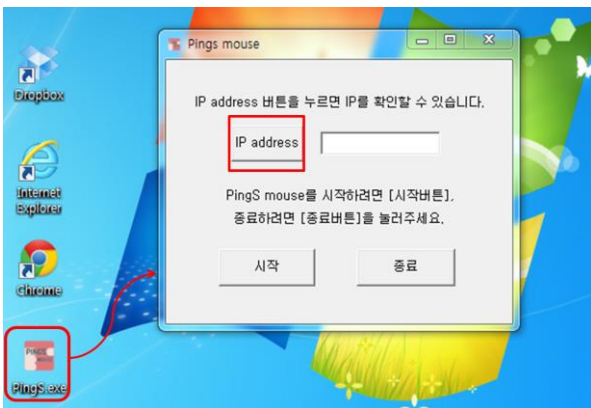 Dropbox
Internet
Explorer
Chrome
PINGS
PingS.exe
Pings mouse
IP address 버튼을 누르면 IP를 확인할 수 있습니다.
IP address
PingS mouse를 시작하려면 [시작버튼],
종료하려면 [종료버튼]을 눌러주세요.
시작
종료